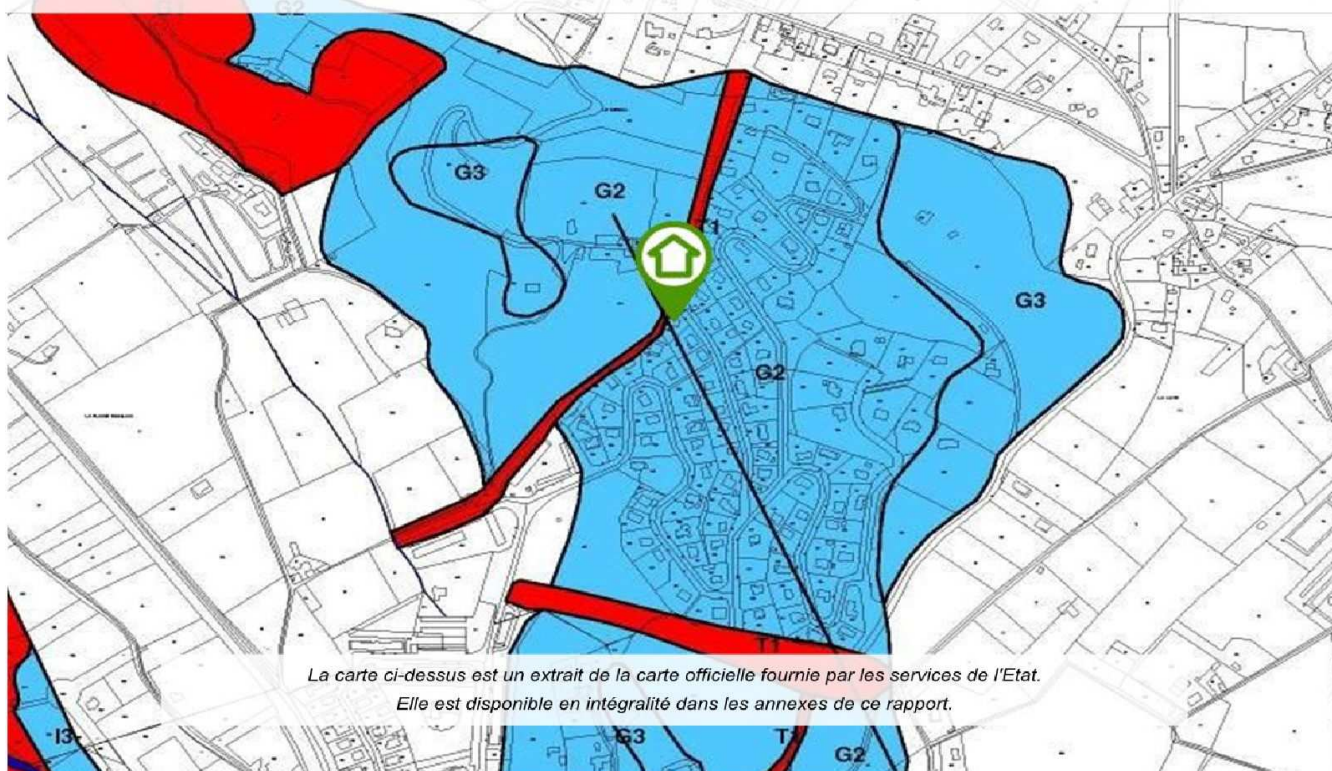 G1 G2
G3
G2
T1
G3
G2
T1
La carte ci-dessus est un extrait de la carte officielle fournie par les services de l'Etat.
Elle est disponible en intégralité dans les annexes de ce rapport.
I3
G3
T1
G2